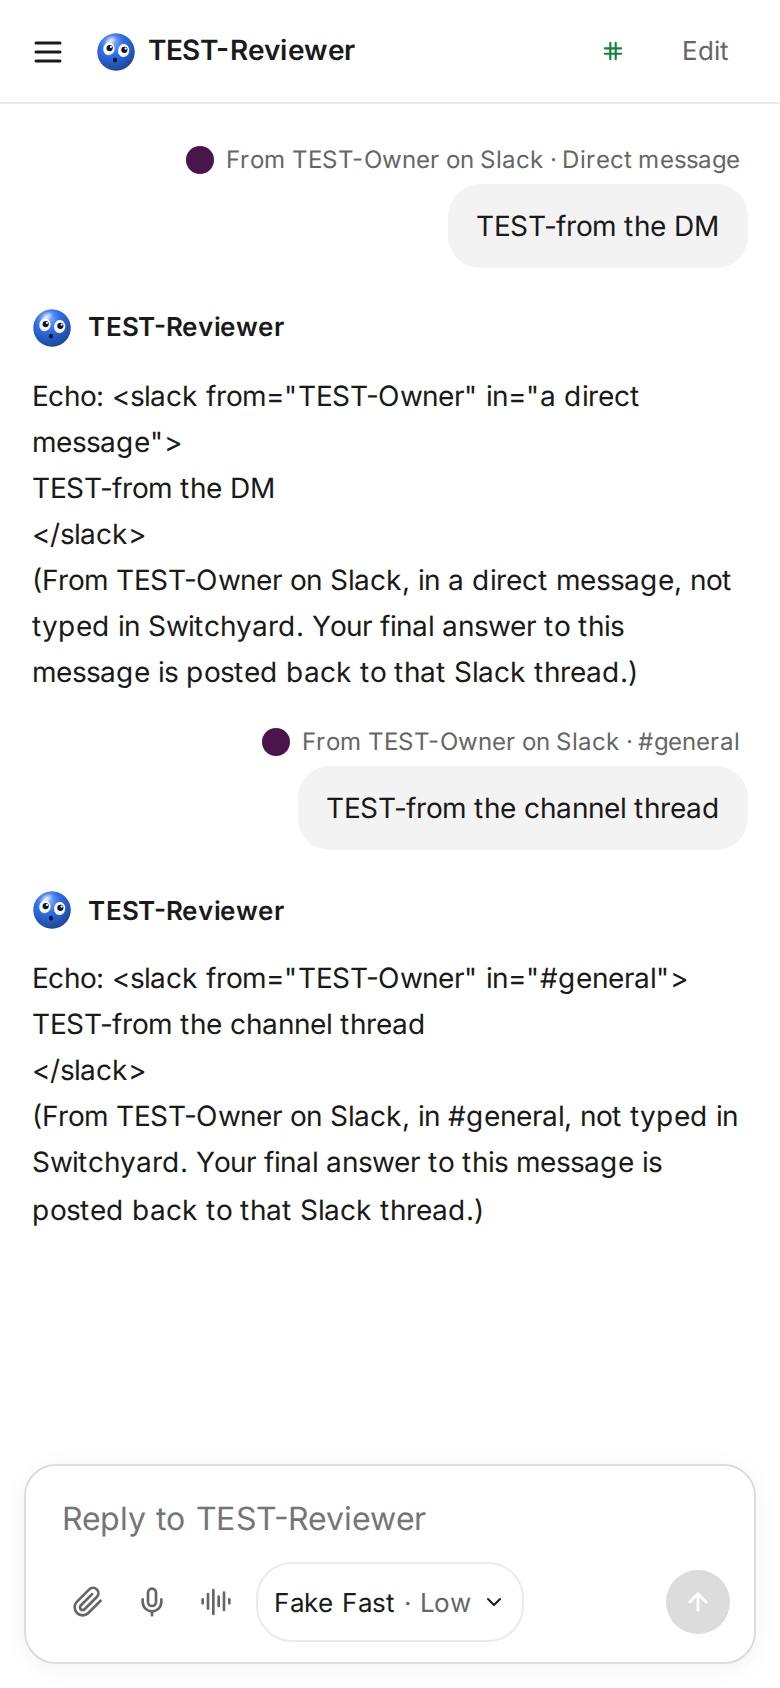 TEST-Reviewer
# Edit
From TEST-Owner on Slack · Direct message
TEST-from the DM
TEST-Reviewer
Echo: <slack from="TEST-Owner" in="a direct
message">
TEST-from the DM
</slack>
(From TEST-Owner on Slack, in a direct message, not
typed in Switchyard. Your final answer to this
message is posted back to that Slack thread.)
From TEST-Owner on Slack · #general
TEST-from the channel thread
TEST-Reviewer
Echo: <slack from="TEST-Owner" in="#general">
TEST-from the channel thread
</slack>
(From TEST-Owner on Slack, in #general, not typed in
Switchyard. Your final answer to this message is
posted back to that Slack thread.)
Reply to TEST-Reviewer
Fake Fast · Low